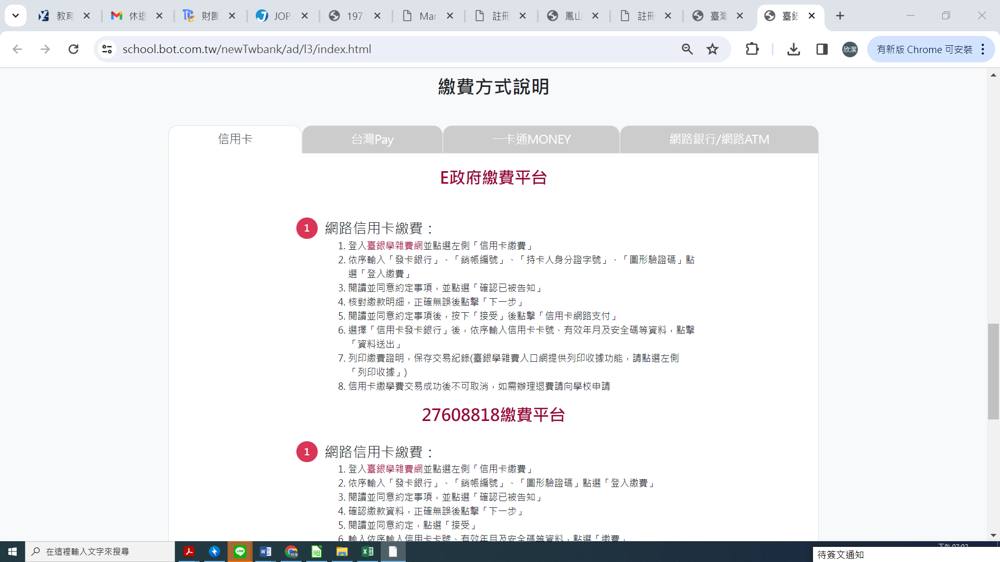 教育
休退
財團
JOP
197
Mar
註冊
鳳山
註冊
臺灣
臺銀
school.bot.com.tw/newTwbank/ad/l3/index.html
欣潔
有新版 Chrome 可安裝
繳費方式說明
信用卡
台灣Pay
一卡通MONEY
網路銀行/網路ATM
E政府繳費平台
1 網路信用卡繳費：
1. 登入臺銀學雜費網並點選左側「信用卡繳費」
2. 依序輸入「發卡銀行」、「銷帳編號」、「持卡人身分證字號」、「圖形驗證碼」點
選「登入繳費」
3. 閱讀並同意約定事項，並點選「確認已被告知」
4. 核對繳款明細，正確無誤後點擊「下一步」
5. 閱讀並同意約定事項後，按下「接受」後點擊「信用卡網路支付」
6. 選擇「信用卡發卡銀行」後，依序輸入信用卡卡號、有效年月及安全碼等資料，點擊
「資料送出」
7. 列印繳費證明，保存交易紀錄(臺銀學雜費入口網提供列印收據功能，請點選左側
「列印收據」)
8. 信用卡繳學費交易成功後不可取消，如需辦理退費請向學校申請
27608818繳費平台
1 網路信用卡繳費：
1. 登入臺銀學雜費網並點選左側「信用卡繳費」
2. 依序輸入「發卡銀行」、「銷帳編號」、「圖形驗證碼」點選「登入繳費」
3. 閱讀並同意約定事項，並點選「確認已被告知」
4. 確認繳款資料，正確無誤後點擊「下一步」
5. 閱讀並同意約定，點選「接受」
6. 輸入依序輸入信用卡卡號、有效年月及安全碼等資料，點選「繳費」
在這裡輸入文字來搜尋
LINE
欣潔
下午 07:02
待簽文通知